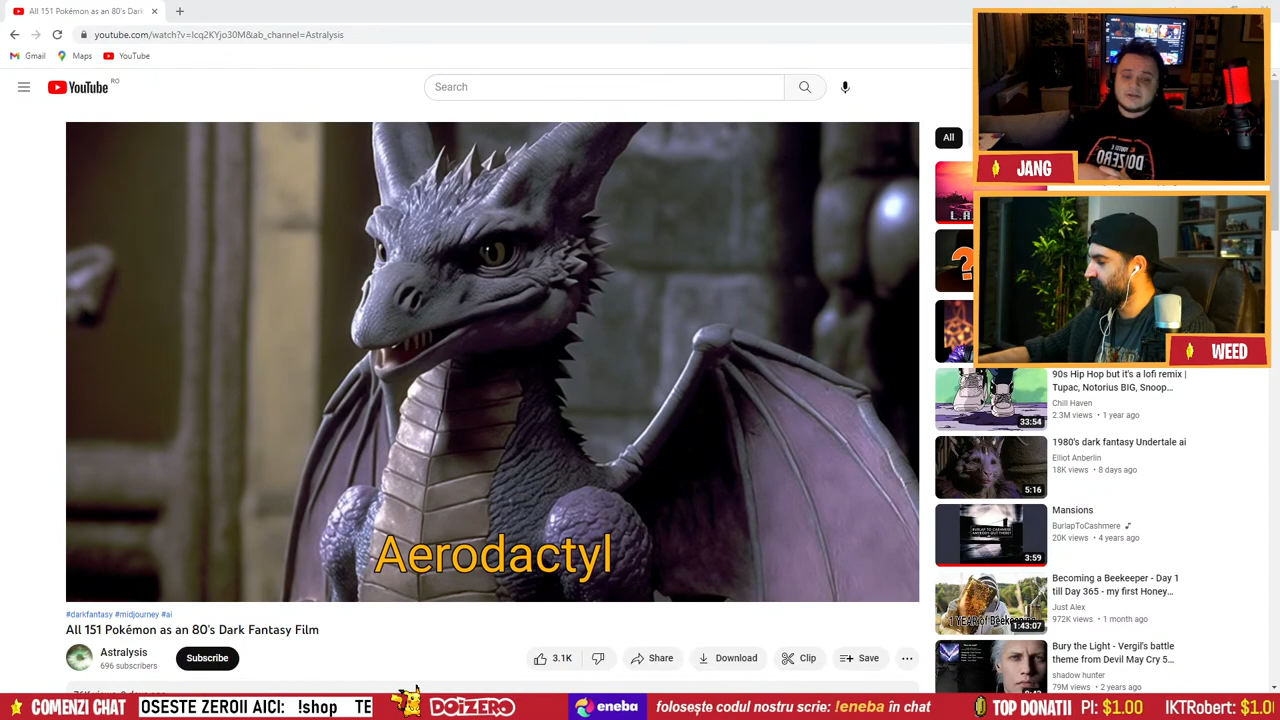 All 151 Pokémon as an 80's Dark
youtube.com/watch?v=Icq2KYjo30M&ab_channel=Astralysis
Gmail
Maps
YouTube
YouTube RO
Search
All
JANG
DOIZERO
L.A.
WEED
90s Hip Hop but it's a lofi remix |
Tupac, Notorius BIG, Snoop...
Chill Haven
2.3M views • 1 year ago
33:54
1980's dark fantasy Undertale ai
Elliot Anberlin
18K views • 8 days ago
5:16
Mansions
BurlapToCashmere
20K views • 4 years ago
3:59
Becoming a Beekeeper - Day 1
till Day 365 - my first Honey...
Just Alex
972K views • 1 month ago
1:43:07
Bury the Light - Vergil's battle
theme from Devil May Cry 5...
shadow hunter
79M views • 2 years ago
Aerodactyl
#darkfantasy #midjourney #ai
All 151 Pokémon as an 80's Dark Fantasy Film
Astralysis
696 subscribers
Subscribe
Share
Download
Save
COMENZI CHAT
OSESTE ZEROII AICI: !shop TE
DOIZERO
eneba
folosește codul nostru scrie: !eneba în chat
TOP DONATII
PI: $1.00
IKTRobert: $1.0